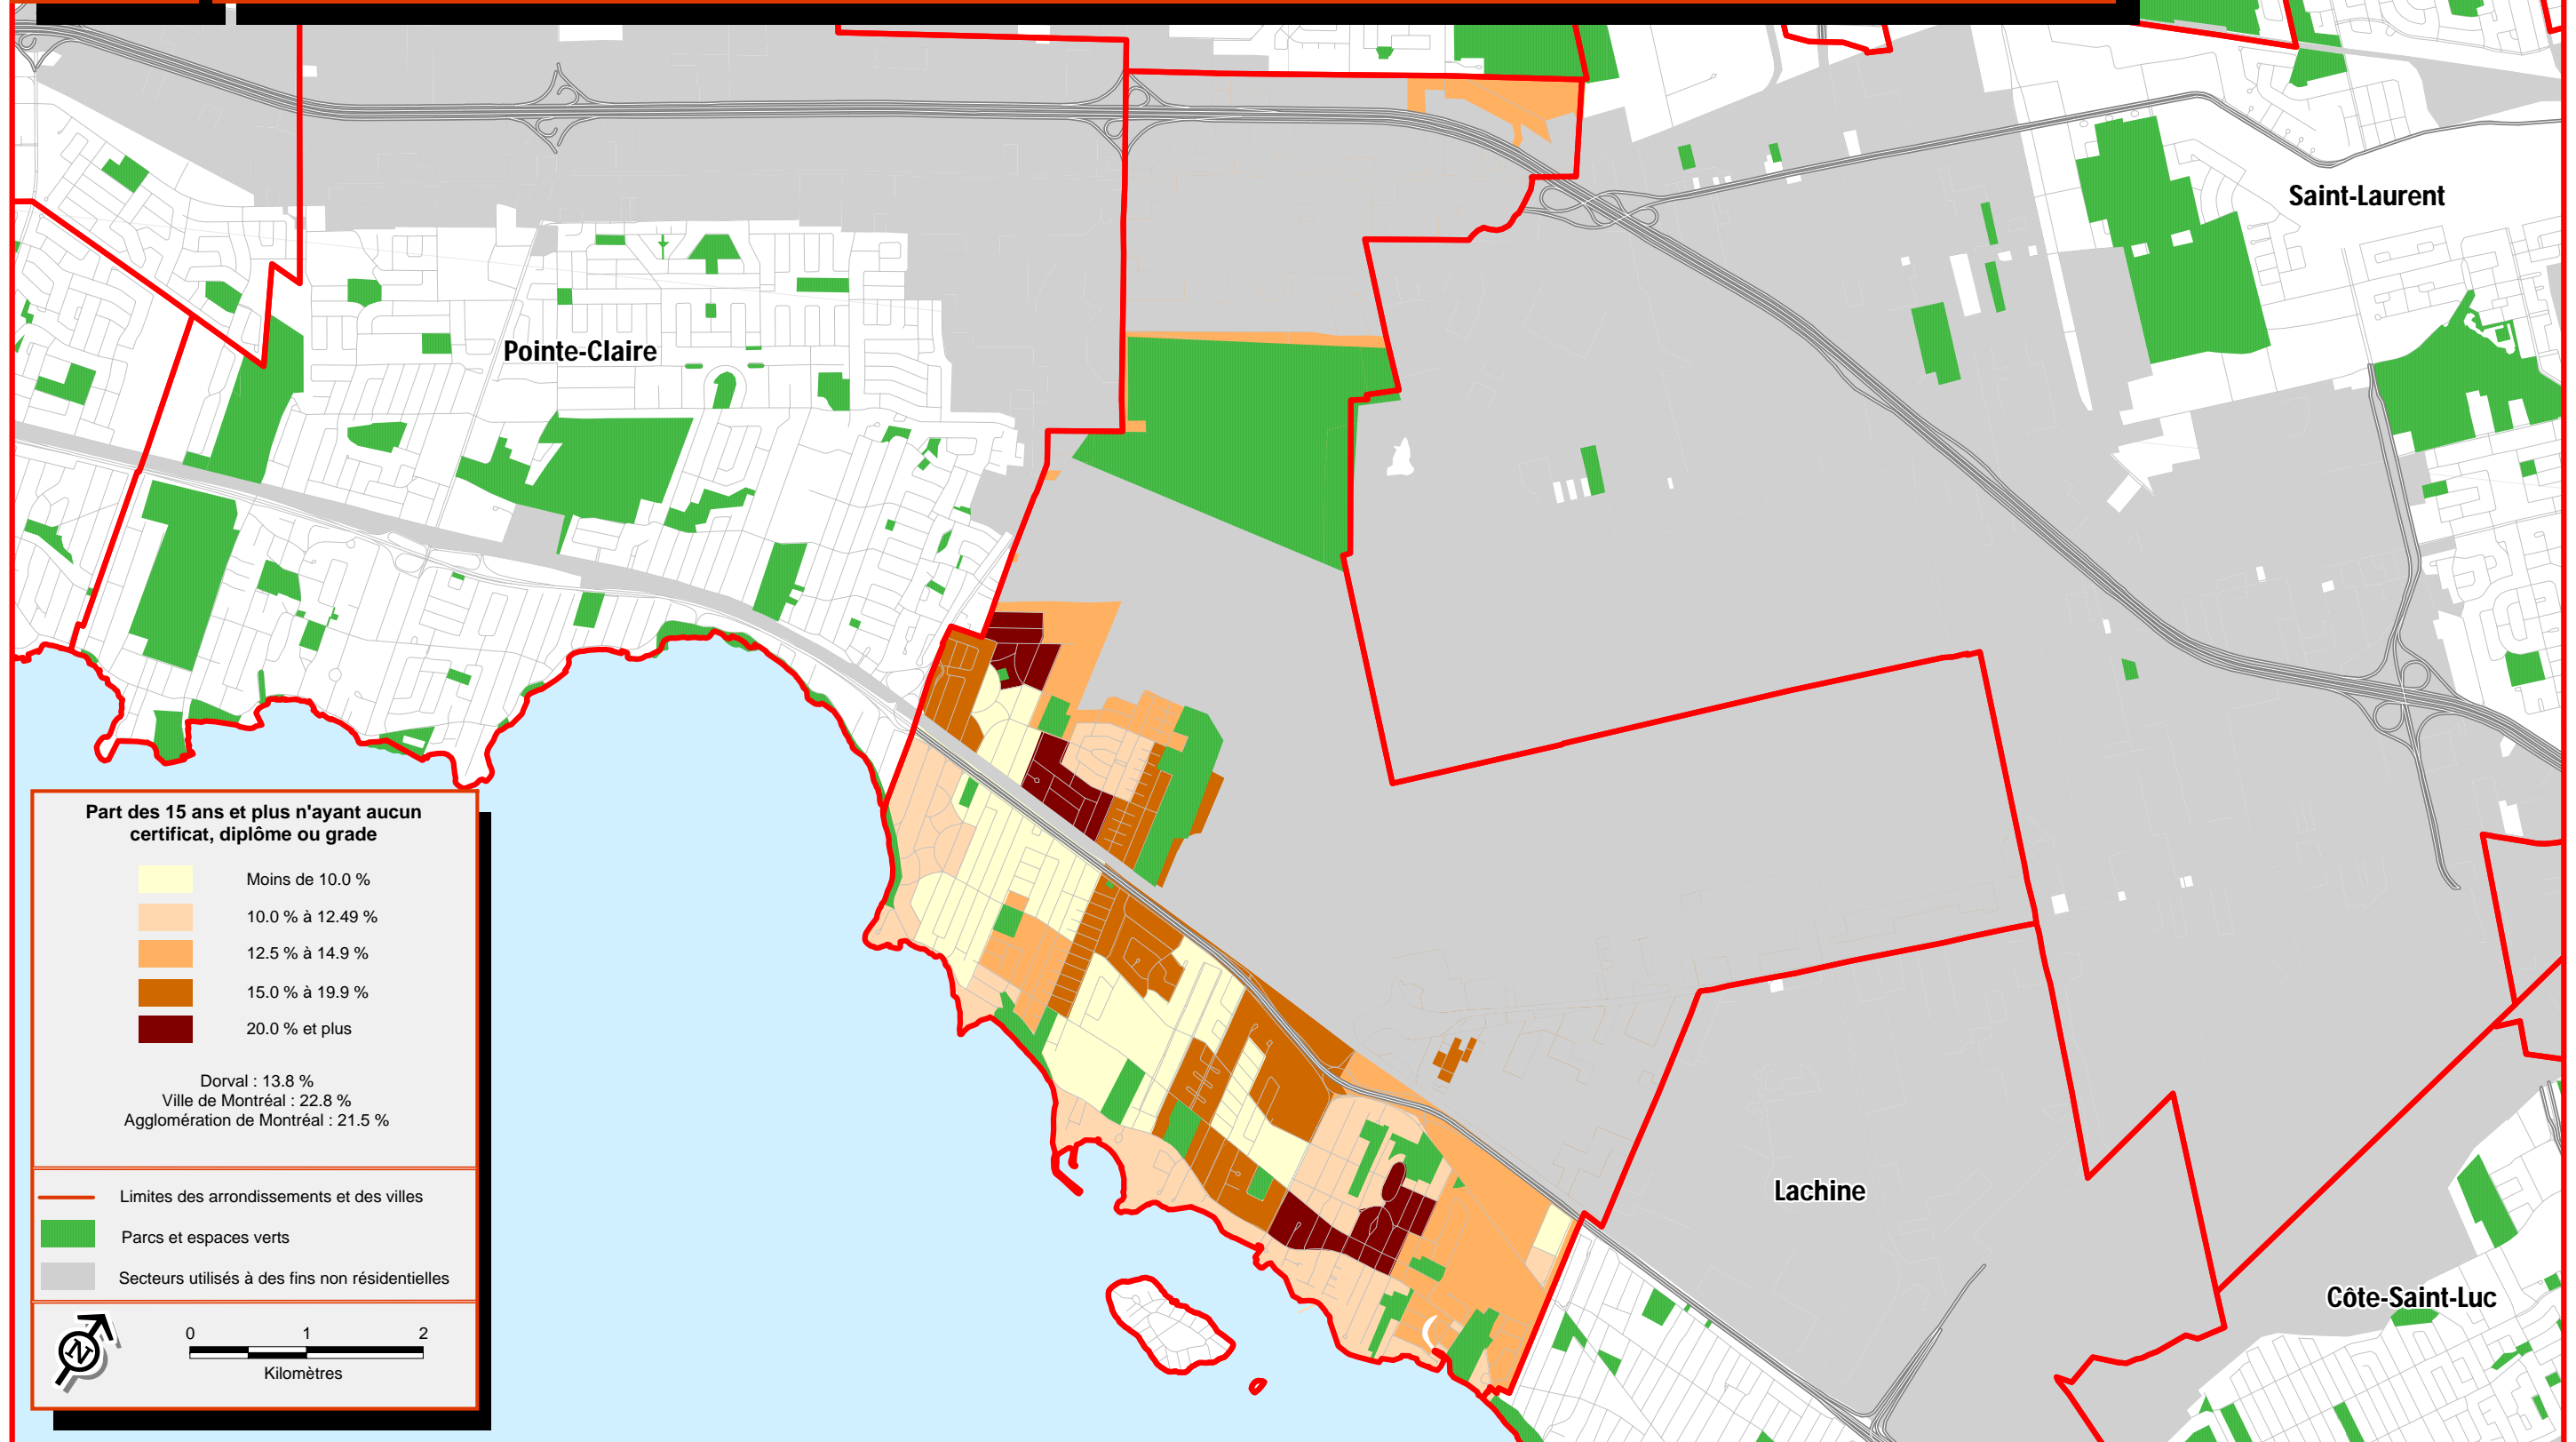 Saint-Laurent
Pointe-Claire
Part des 15 ans et plus n'ayant aucun
certificat, diplôme ou grade
Moins de 10.0 %
10.0 % à 12.49 %
12.5 % à 14.9 %
15.0 % à 19.9 %
20.0 % et plus
Dorval : 13.8 %
Ville de Montréal : 22.8 %
Agglomération de Montréal : 21.5 %
Limites des arrondissements et des villes
Parcs et espaces verts
Secteurs utilisés à des fins non résidentielles
N
0 1 2
Kilomètres
Lachine
Côte-Saint-Luc